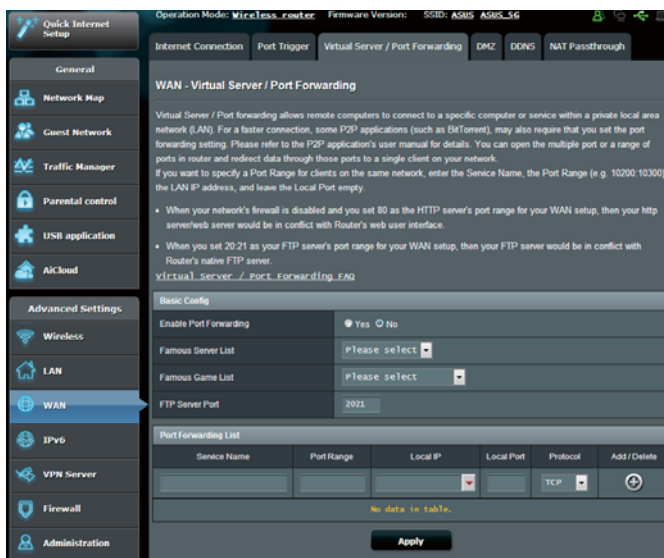 Quick Internet
Setup
Operation Mode: Wireless router Firmware Version: SSID: ASUS ASUS_5G
Internet Connection Port Trigger Virtual Server / Port Forwarding DMZ DDNS NAT Passthrough
General
Network Map
Guest Network
Traffic Manager
Parental control
USB application
AiCloud
Advanced Settings
Wireless
LAN
WAN
IPv6
VPN Server
Firewall
Administration
WAN - Virtual Server / Port Forwarding
Virtual Server / Port forwarding allows remote computers to connect to a specific computer or service within a private local area
network (LAN). For a faster connection, some P2P applications (such as BitTorrent), may also require that you set the port
forwarding setting. Please refer to the P2P application's user manual for details. You can open the multiple port or a range of
ports in router and redirect data through those ports to a single client on your network.
If you want to specify a Port Range for clients on the same network, enter the Service Name, the Port Range (e.g. 10200:10300)
the LAN IP address, and leave the Local Port empty.
• When your network's firewall is disabled and you set 80 as the HTTP server's port range for your WAN setup, then your http
server/web server would be in conflict with Router's web user interface.
• When you set 20:21 as your FTP server's port range for your WAN setup, then your FTP server would be in conflict with
Router's native FTP server.
Virtual Server / Port Forwarding FAQ
Basic Config
Enable Port Forwarding Yes No
Famous Server List Please select
Famous Game List Please select
FTP Server Port 2021
Port Forwarding List
Service Name Port Range Local IP Local Port Protocol Add / Delete
TCP
No data in table.
Apply